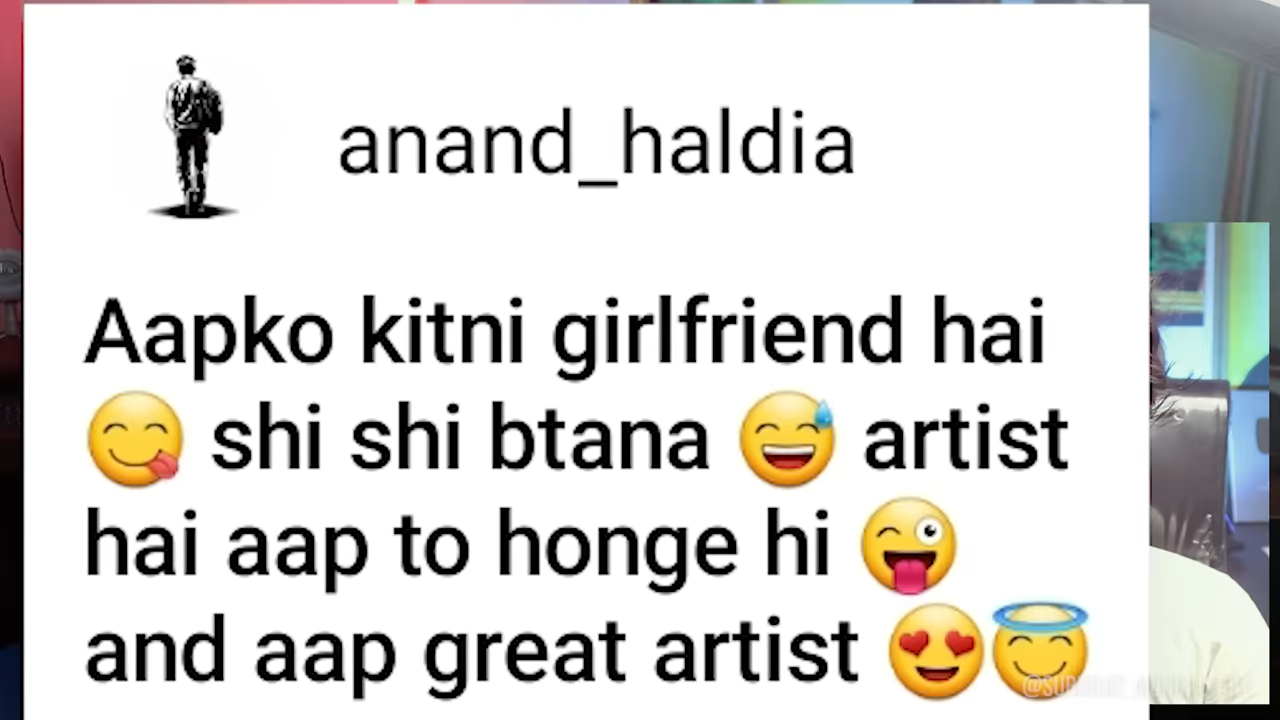 anand_haldia
Aapko kitni girlfriend hai
😋 shi shi btana 😅 artist
hai aap to honge hi 😜
and aap great artist 😍😇